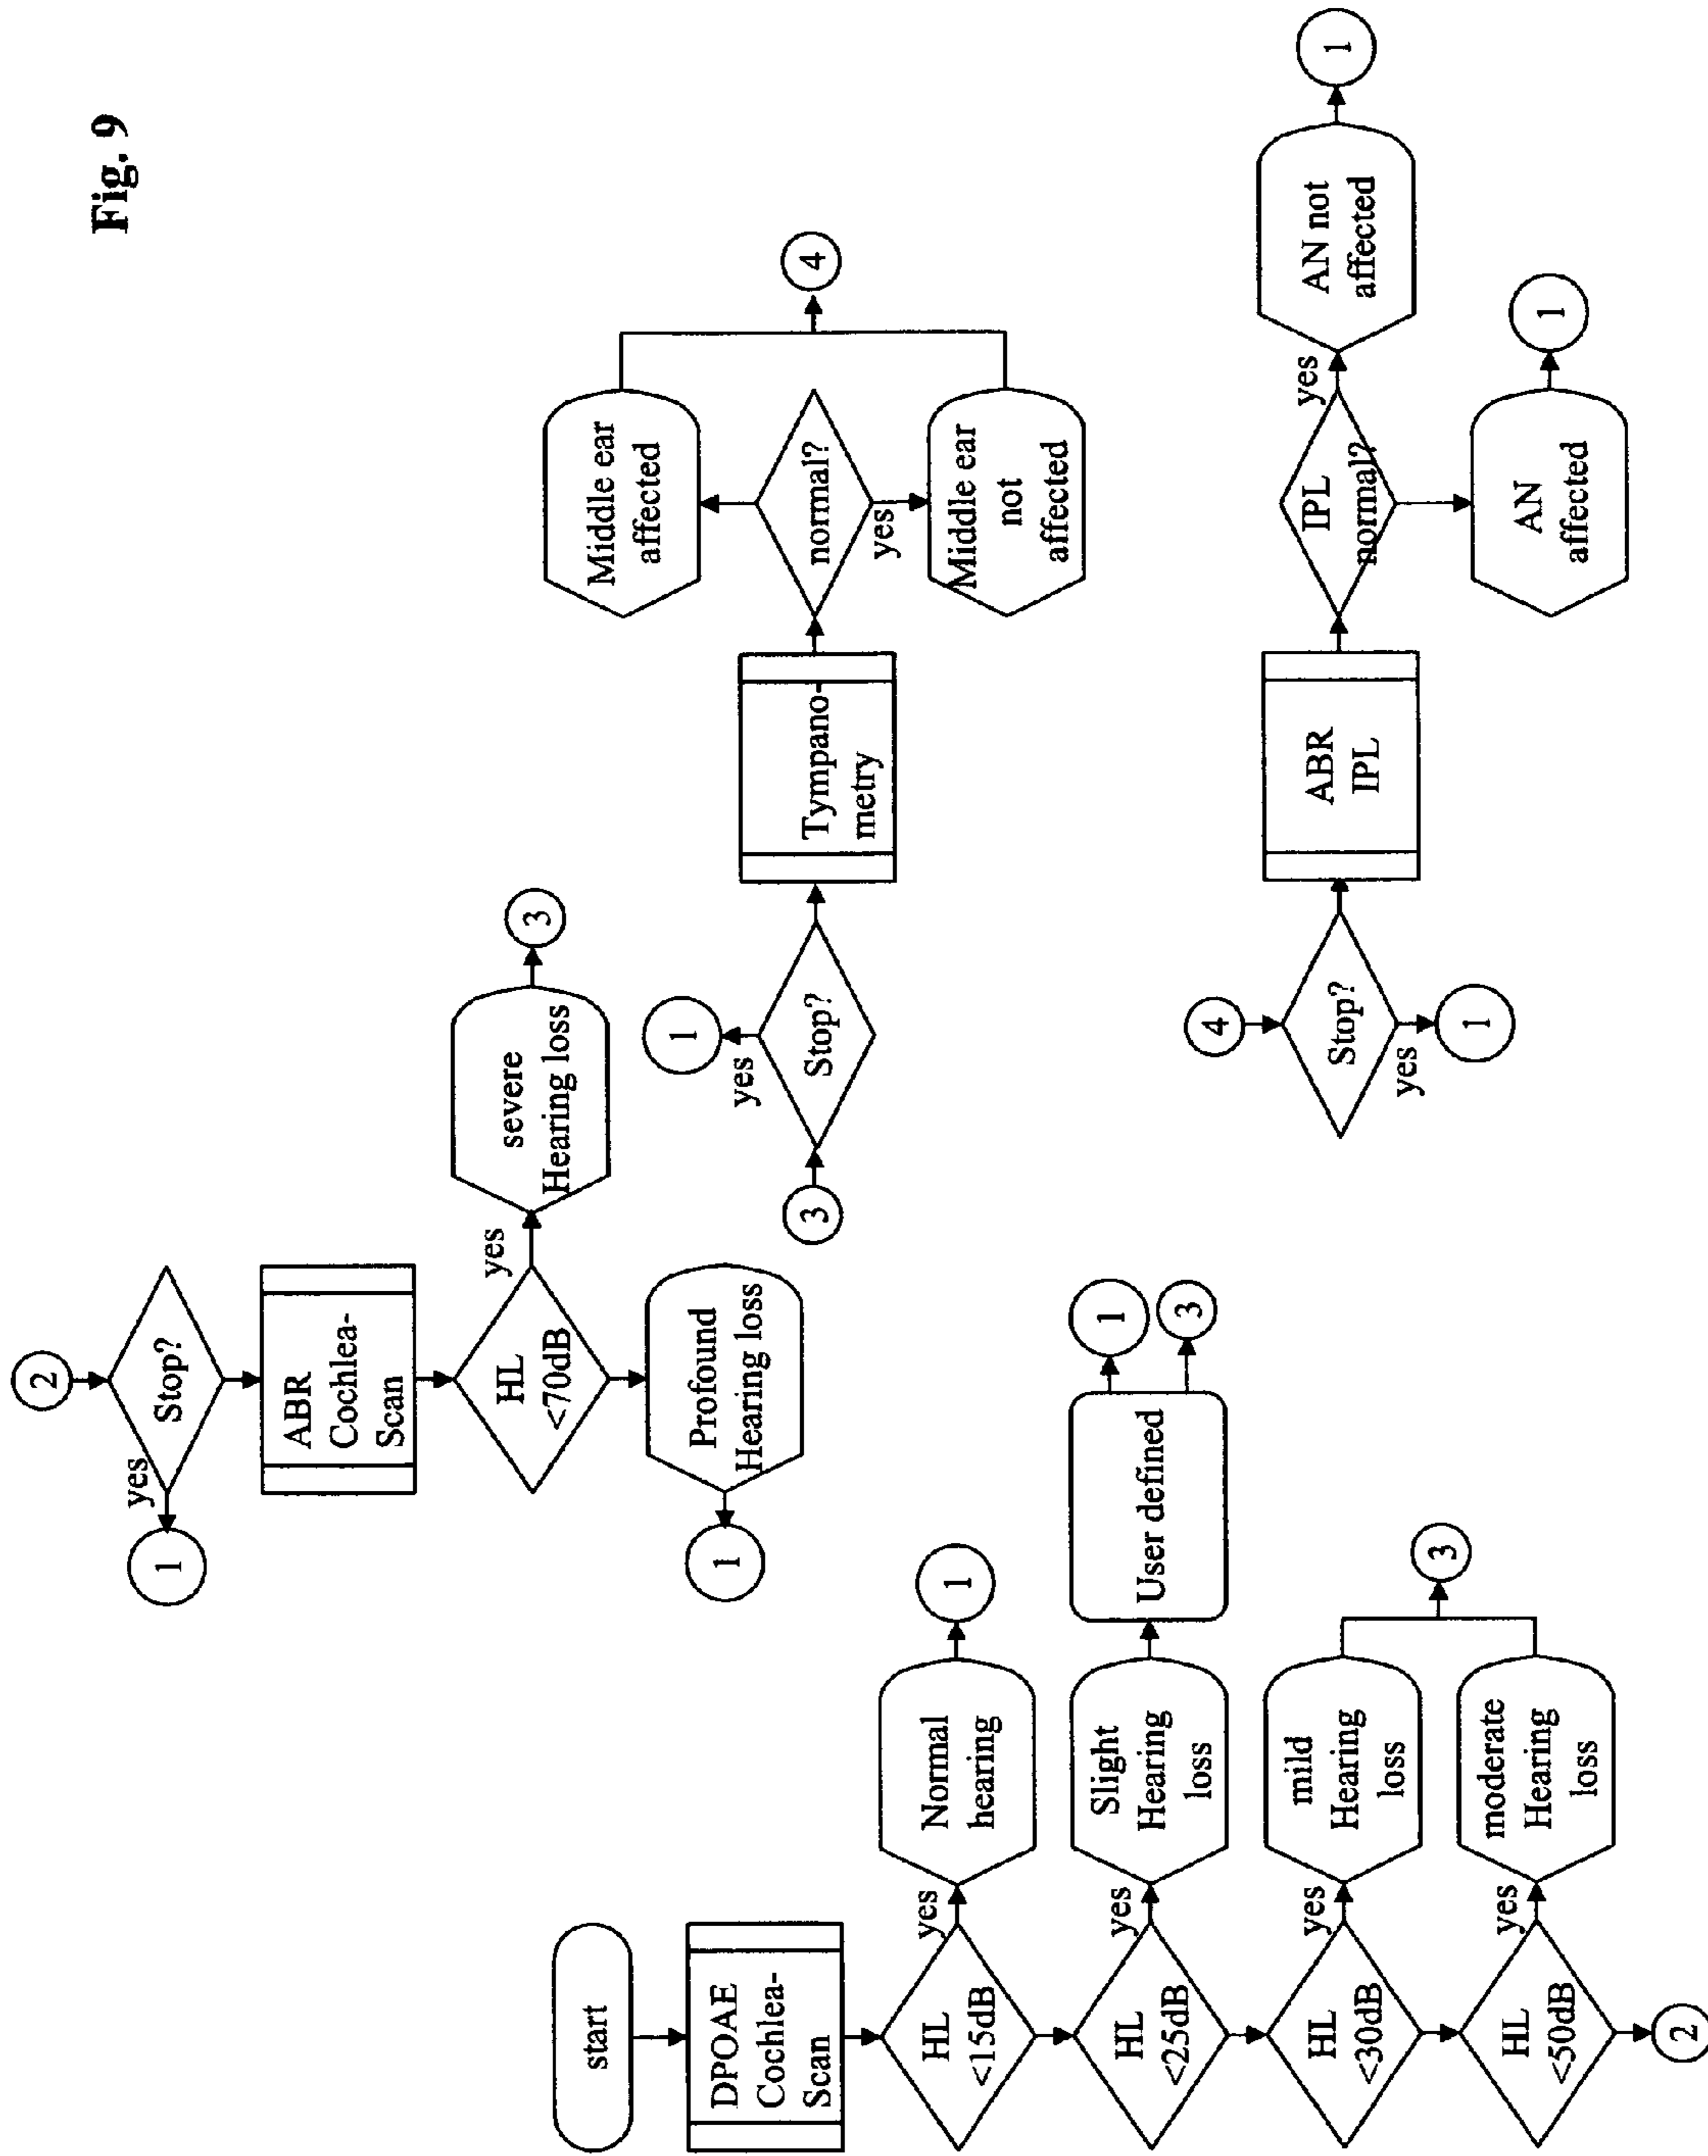 Fig. 9
start
DPOAE
Cochlea-
Scan
HL
<15dB
yes
Normal
hearing
1
HL
<25dB
yes
Slight
Hearing
loss
User defined
1
3
HL
<30dB
yes
mild
Hearing
loss
HL
<50dB
yes
moderate
Hearing
loss
3
2
2
Stop?
yes
1
ABR
Cochlea-
Scan
HL
<70dB
yes
severe
Hearing loss
3
Profound
Hearing loss
1
3
Stop?
yes
1
Tympano-
metry
normal?
Middle ear
affected
yes
Middle ear
not
affected
4
4
Stop?
yes
1
ABR
IPL
IPL
normal?
yes
AN not
affected
1
AN
affected
1